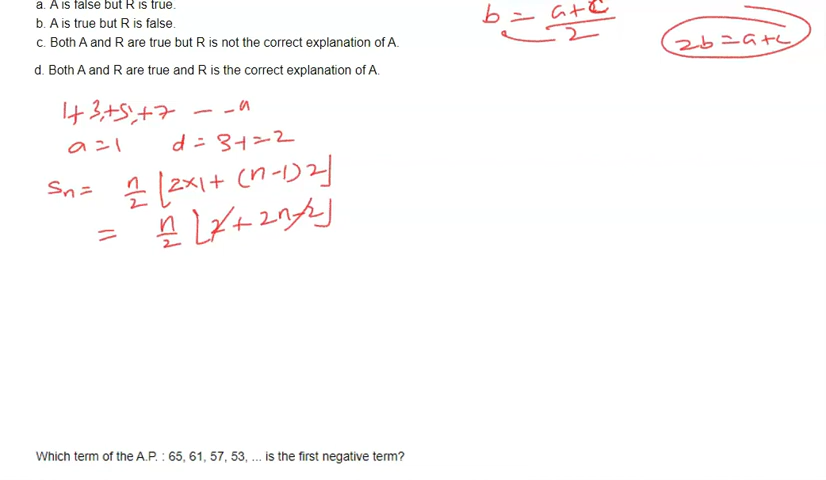 a. A is false but R is true.
b. A is true but R is false.
c. Both A and R are true but R is not the correct explanation of A.
d. Both A and R are true and R is the correct explanation of A.
b = a+c / 2
2b = a+c
1+3+5+7 - - n
a = 1 d = 3-1 = 2
Sn = n/2 [2×1 + (n-1) 2]
= n/2 [2 + 2n - 2]
Which term of the A.P. : 65, 61, 57, 53, ... is the first negative term?